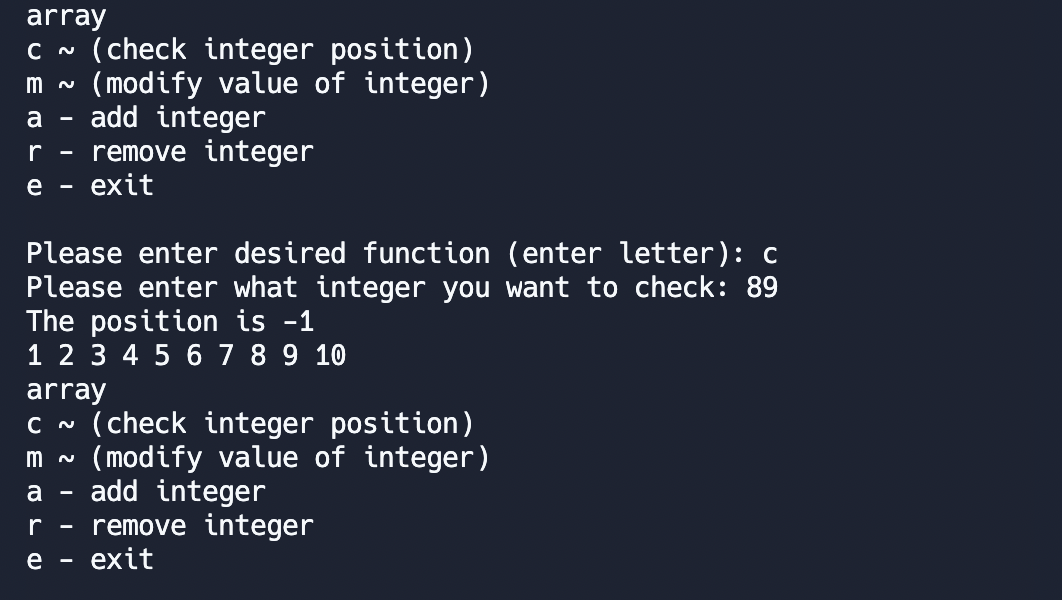 array
c ~ (check integer position)
m ~ (modify value of integer)
a - add integer
r - remove integer
e - exit
Please enter desired function (enter letter): c
Please enter what integer you want to check: 89
The position is -1
1 2 3 4 5 6 7 8 9 10
array
c ~ (check integer position)
m ~ (modify value of integer)
a - add integer
r - remove integer
e - exit